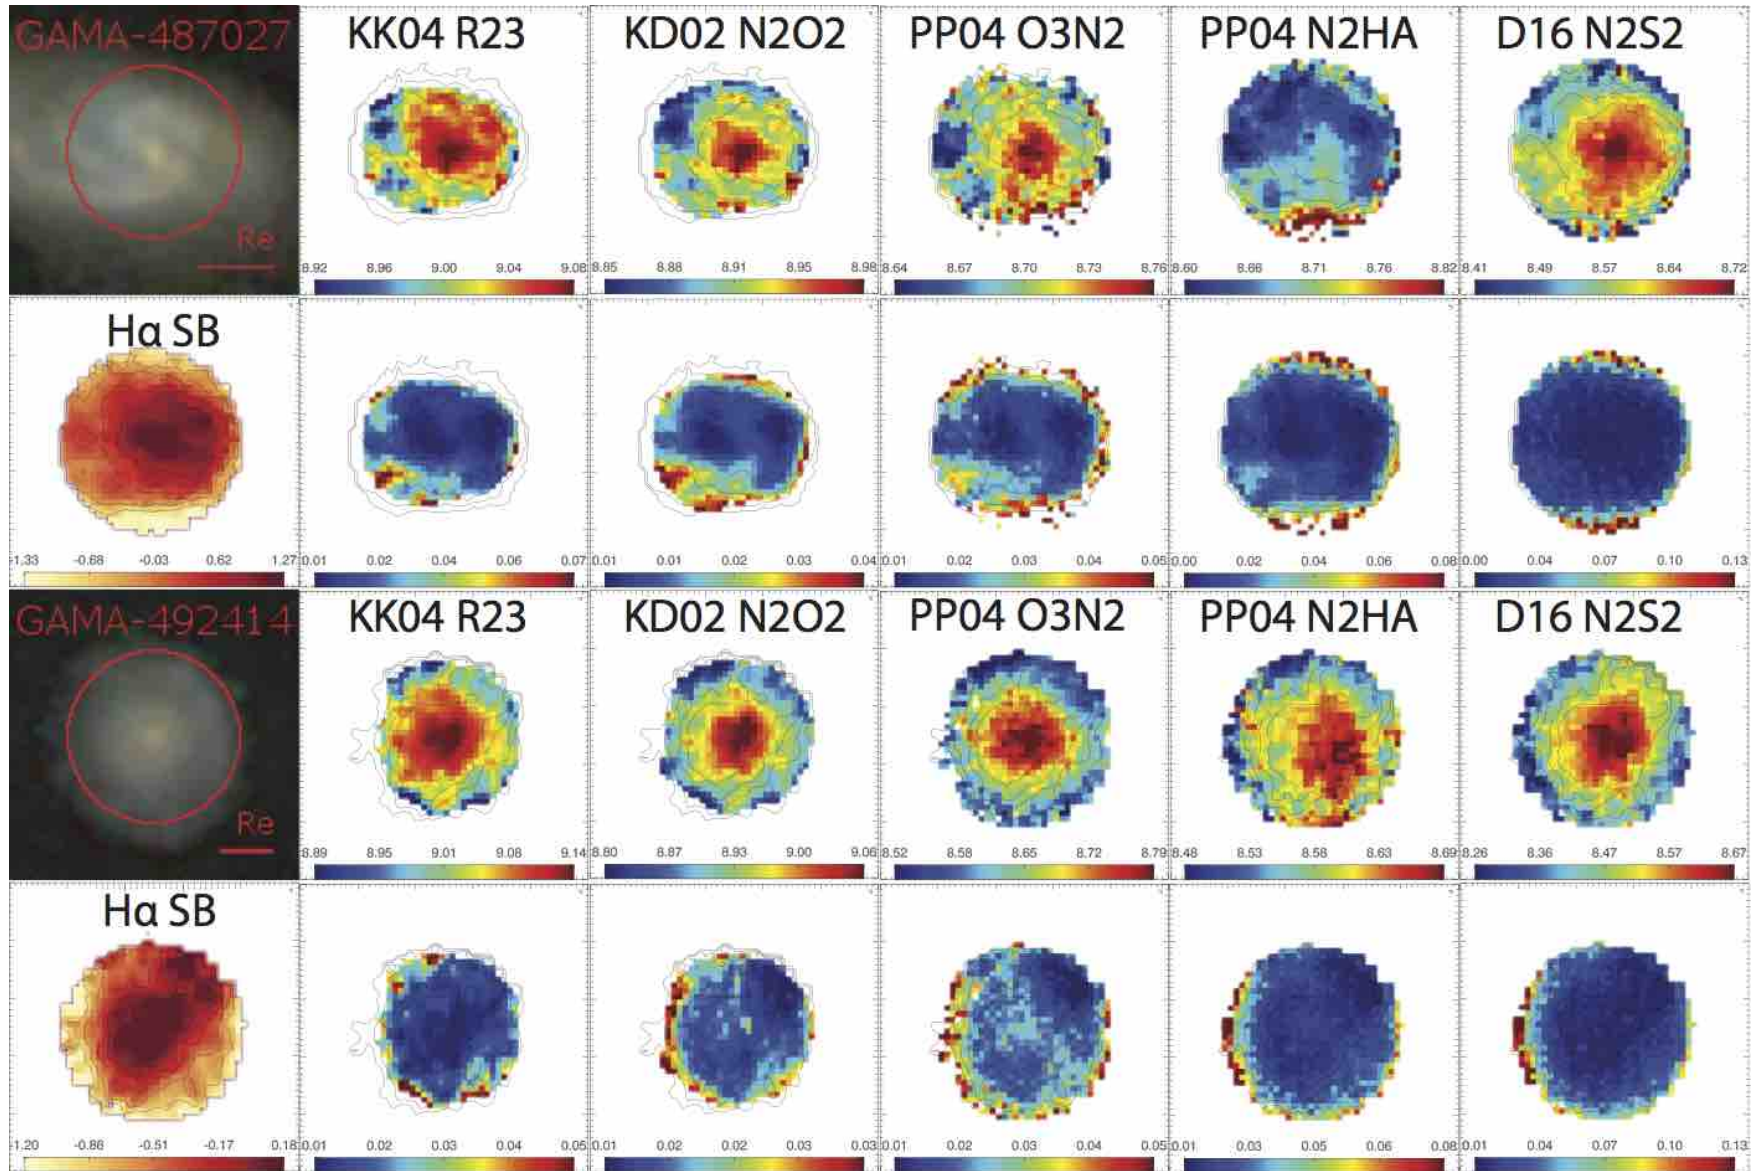 GAMA-487027 KK04 R23 KD02 N2O2 PP04 O3N2 PP04 N2HA D16 N2S2
Re
8.92 8.96 9.00 9.04 9.08 8.85 8.88 8.91 8.95 8.98 8.64 8.67 8.70 8.73 8.76 8.60 8.66 8.71 8.76 8.82 8.41 8.49 8.57 8.64 8.72
Hα SB
-1.33 -0.68 -0.03 0.62 1.27 0.01 0.02 0.04 0.06 0.07 0.01 0.01 0.02 0.03 0.04 0.01 0.02 0.03 0.04 0.05 0.00 0.02 0.04 0.06 0.08 0.00 0.04 0.07 0.10 0.13
GAMA-492414 KK04 R23 KD02 N2O2 PP04 O3N2 PP04 N2HA D16 N2S2
Re
8.89 8.95 9.01 9.08 9.14 8.80 8.87 8.93 9.00 9.06 8.52 8.58 8.65 8.72 8.79 8.48 8.53 8.58 8.63 8.69 8.26 8.36 8.47 8.57 8.67
Hα SB
-1.20 -0.86 -0.51 -0.17 0.18 0.01 0.02 0.03 0.04 0.05 0.01 0.02 0.02 0.03 0.03 0.01 0.02 0.03 0.04 0.05 0.01 0.03 0.05 0.06 0.08 0.01 0.04 0.07 0.10 0.13